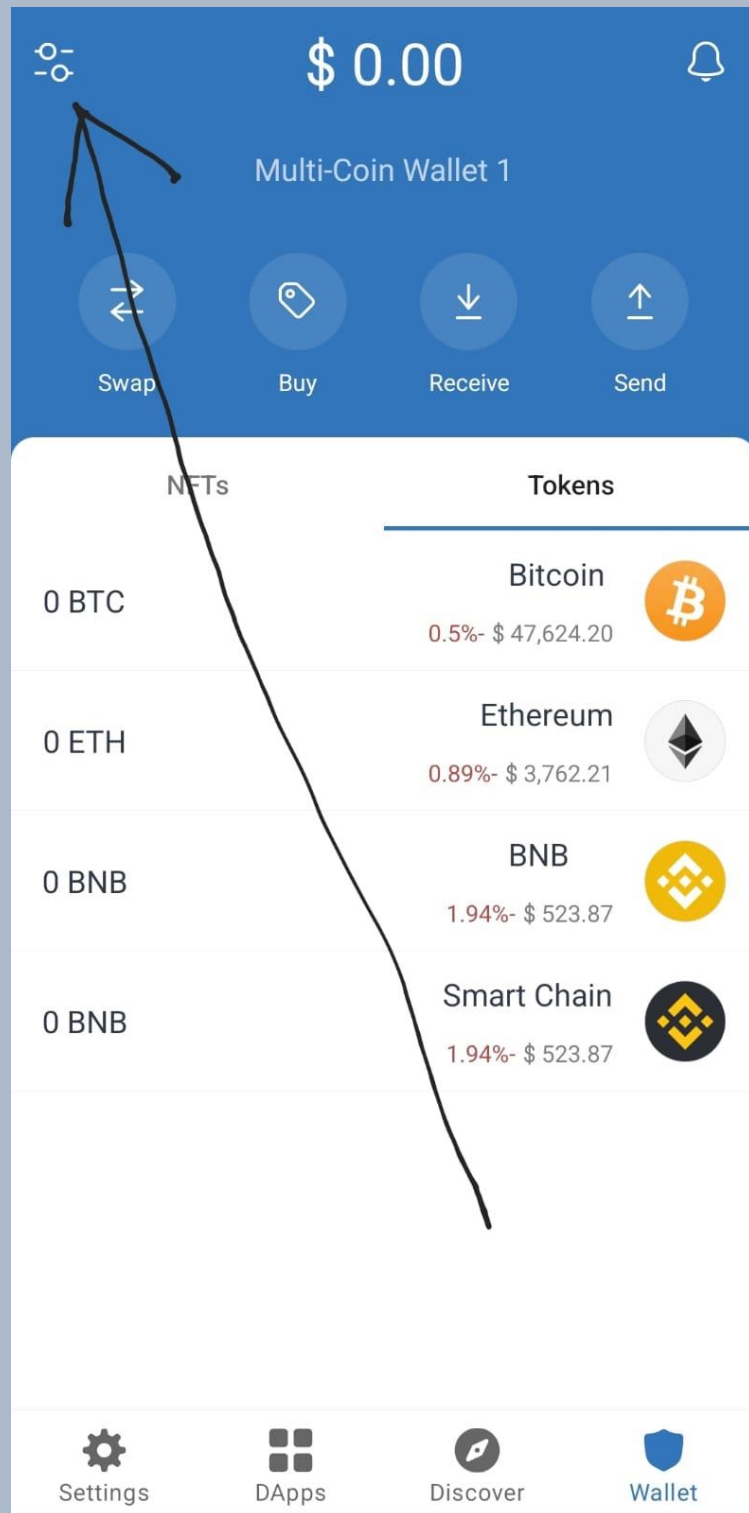 $ 0.00
Multi-Coin Wallet 1
Swap Buy Receive Send
NFTs Tokens
Bitcoin
0 BTC
0.5%- $ 47,624.20
Ethereum
0 ETH
0.89%- $ 3,762.21
BNB
0 BNB
1.94%- $ 523.87
Smart Chain
0 BNB
1.94%- $ 523.87
Settings DApps Discover Wallet